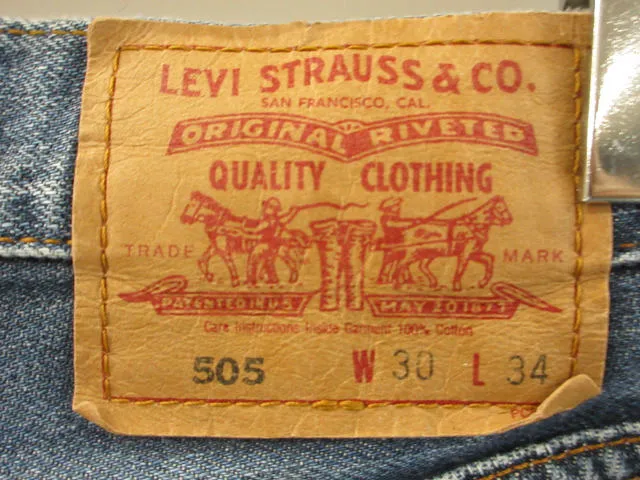 LEVI STRAUSS & CO.
SAN FRANCISCO, CAL.
ORIGINAL RIVETED
QUALITY CLOTHING
TRADE MARK
PATENTED IN U.S. MAY 20 1873
Care Instructions Inside Garment 100% Cotton
505 W 30 L 34